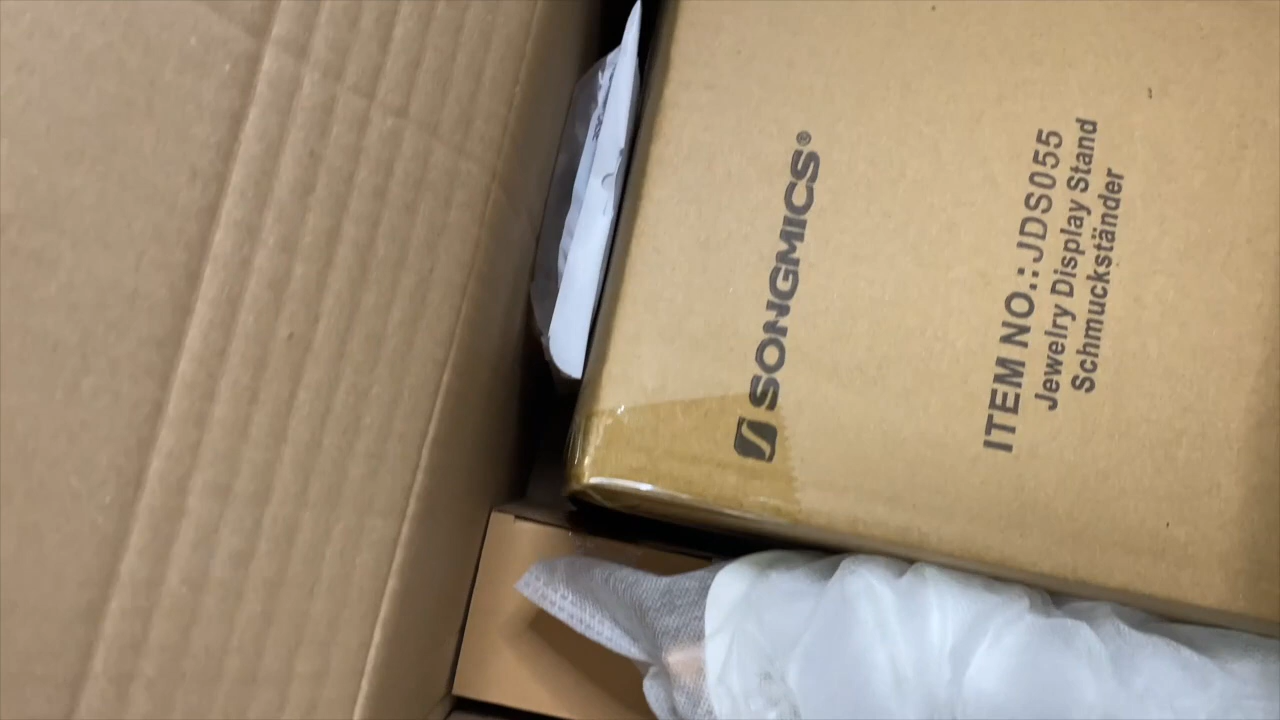 SONGMICS®
ITEM NO.: JDS055
Jewelry Display Stand
Schmuckständer